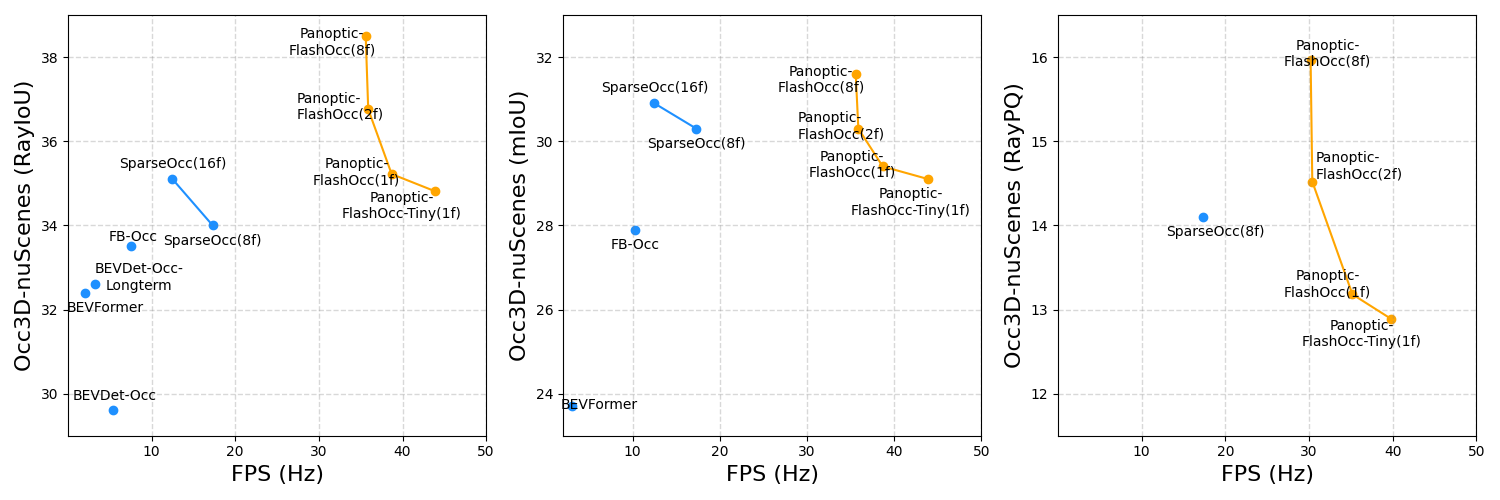 Occ3D-nuScenes (RayIoU)
38
36
34
32
30
Panoptic-
FlashOcc(8f)
Panoptic-
FlashOcc(2f)
SparseOcc(16f)
Panoptic-
FlashOcc(1f)
Panoptic-
FlashOcc-Tiny(1f)
FB-Occ
SparseOcc(8f)
BEVDet-Occ-
Longterm
BEVFormer
BEVDet-Occ
10
20
30
40
50
FPS (Hz)
Occ3D-nuScenes (mIoU)
32
30
28
26
24
Panoptic-
FlashOcc(8f)
SparseOcc(16f)
Panoptic-
FlashOcc(2f)
SparseOcc(8f)
Panoptic-
FlashOcc(1f)
Panoptic-
FlashOcc-Tiny(1f)
FB-Occ
BEVFormer
10
20
30
40
50
FPS (Hz)
Occ3D-nuScenes (RayPQ)
16
15
14
13
12
Panoptic-
FlashOcc(8f)
Panoptic-
FlashOcc(2f)
SparseOcc(8f)
Panoptic-
FlashOcc(1f)
Panoptic-
FlashOcc-Tiny(1f)
10
20
30
40
50
FPS (Hz)